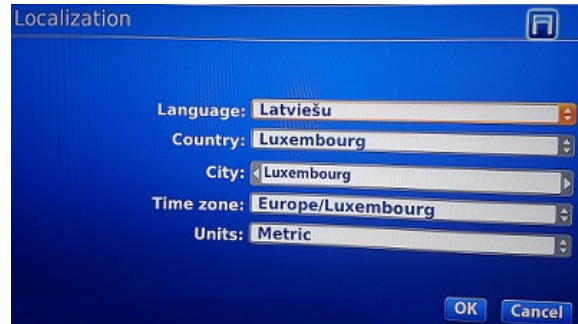 Localization
Language: Latviešu
Country: Luxembourg
City: Luxembourg
Time zone: Europe/Luxembourg
Units: Metric
OK Cancel